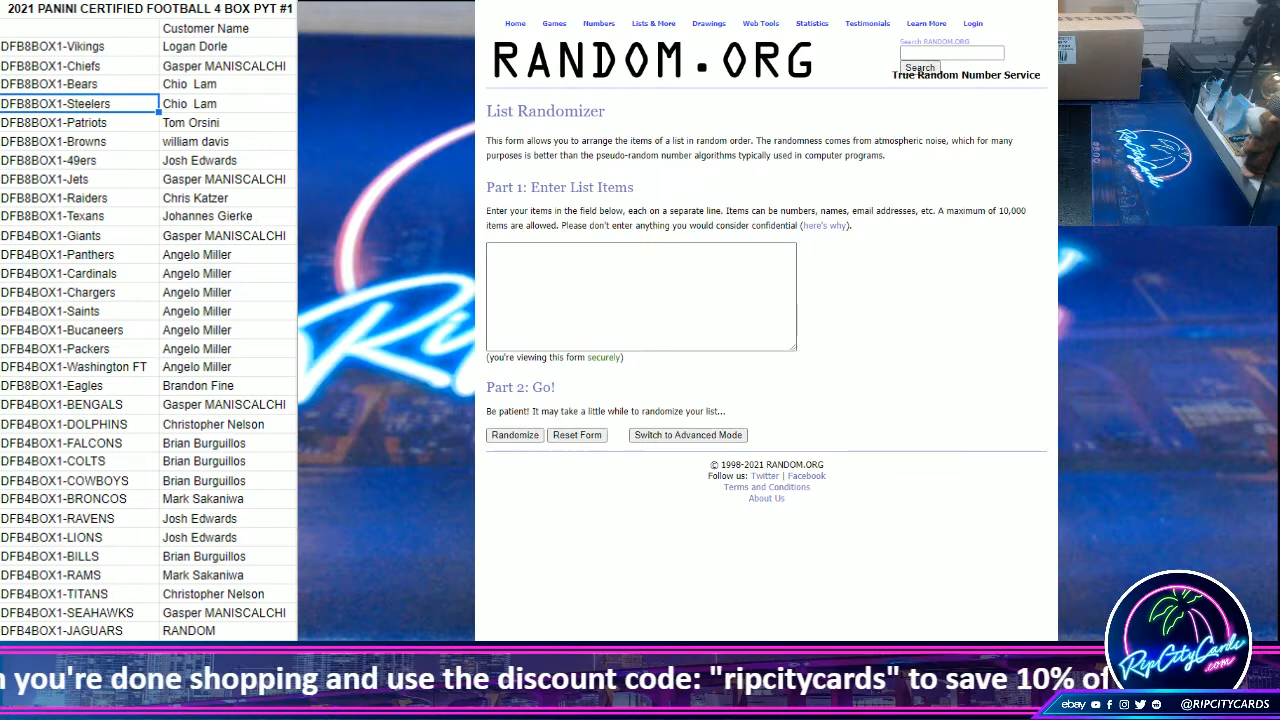 2021 PANINI CERTIFIED FOOTBALL 4 BOX PYT #1
Customer Name
DFB8BOX1-Vikings Logan Dorle
DFB8BOX1-Chiefs Gasper MANISCALCHI
DFB8BOX1-Bears Chio Lam
DFB8BOX1-Steelers Chio Lam
DFB8BOX1-Patriots Tom Orsini
DFB8BOX1-Browns william davis
DFB8BOX1-49ers Josh Edwards
DFB8BOX1-Jets Gasper MANISCALCHI
DFB8BOX1-Raiders Chris Katzer
DFB8BOX1-Texans Johannes Gierke
DFB4BOX1-Giants Gasper MANISCALCHI
DFB4BOX1-Panthers Angelo Miller
DFB4BOX1-Cardinals Angelo Miller
DFB4BOX1-Chargers Angelo Miller
DFB4BOX1-Saints Angelo Miller
DFB4BOX1-Bucaneers Angelo Miller
DFB4BOX1-Packers Angelo Miller
DFB4BOX1-Washington FT Angelo Miller
DFB8BOX1-Eagles Brandon Fine
DFB4BOX1-BENGALS Gasper MANISCALCHI
DFB4BOX1-DOLPHINS Christopher Nelson
DFB4BOX1-FALCONS Brian Burguillos
DFB4BOX1-COLTS Brian Burguillos
DFB4BOX1-COWBOYS Brian Burguillos
DFB4BOX1-BRONCOS Mark Sakaniwa
DFB4BOX1-RAVENS Josh Edwards
DFB4BOX1-LIONS Josh Edwards
DFB4BOX1-BILLS Brian Burguillos
DFB4BOX1-RAMS Mark Sakaniwa
DFB4BOX1-TITANS Christopher Nelson
DFB4BOX1-SEAHAWKS Gasper MANISCALCHI
DFB4BOX1-JAGUARS RANDOM
Home Games Numbers Lists & More Drawings Web Tools Statistics Testimonials Learn More Login
RANDOM.ORG
Search RANDOM.ORG
Search
True Random Number Service
List Randomizer
This form allows you to arrange the items of a list in random order. The randomness comes from atmospheric noise, which for many
purposes is better than the pseudo-random number algorithms typically used in computer programs.
Part 1: Enter List Items
Enter your items in the field below, each on a separate line. Items can be numbers, names, email addresses, etc. A maximum of 10,000
items are allowed. Please don't enter anything you would consider confidential (here's why).
(you're viewing this form securely)
Part 2: Go!
Be patient! It may take a little while to randomize your list...
Randomize Reset Form Switch to Advanced Mode
© 1998-2021 RANDOM.ORG
Follow us: Twitter | Facebook
Terms and Conditions
About Us
n you're done shopping and use the discount code: "ripcitycards" to save 10% of
RipCityCards
.com
ebay @RIPCITYCARDS